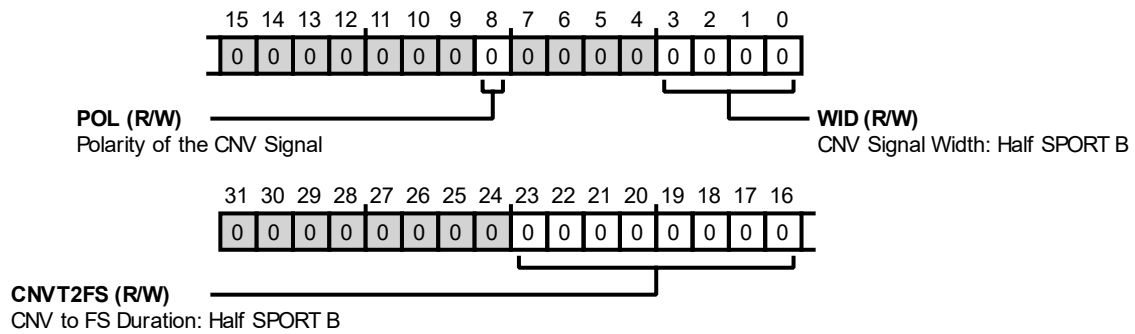 15 14 13 12 11 10 9 8 7 6 5 4 3 2 1 0
0 0 0 0 0 0 0 0 0 0 0 0 0 0 0 0
POL (R/W)
Polarity of the CNV Signal
WID (R/W)
CNV Signal Width: Half SPORT B
31 30 29 28 27 26 25 24 23 22 21 20 19 18 17 16
0 0 0 0 0 0 0 0 0 0 0 0 0 0 0 0
CNVT2FS (R/W)
CNV to FS Duration: Half SPORT B